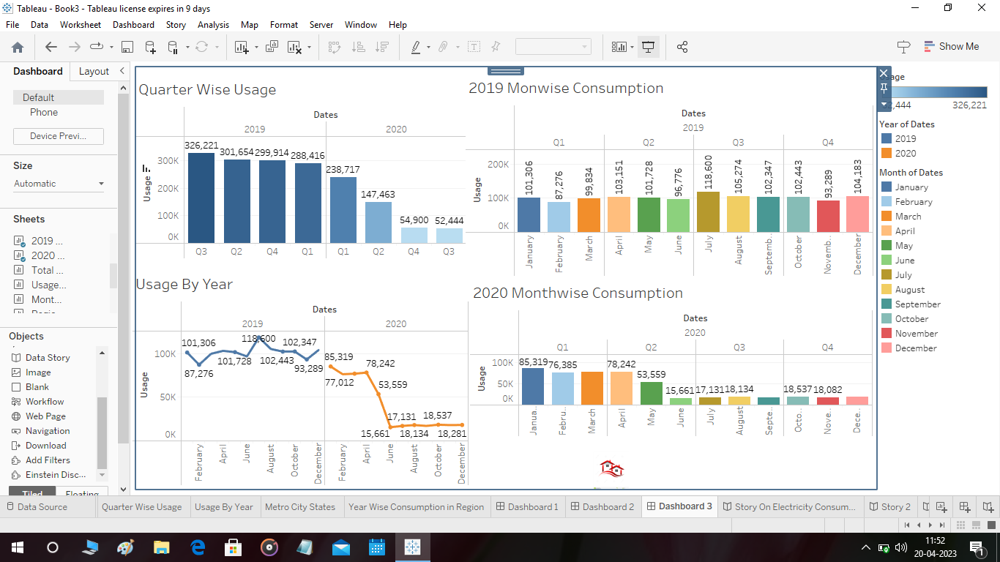 Tableau - Book3 - Tableau license expires in 9 days
File Data Worksheet Dashboard Story Analysis Map Format Server Window Help
Show Me
Dashboard Layout
Default
Phone
Device Previ...
Size
Automatic
Sheets
2019 ...
2020 ...
Total ...
Usage...
Mont...
Objects
Data Story
Image
Blank
Workflow
Web Page
Navigation
Download
Add Filters
Einstein Disc...
Tiled Floating
Quarter Wise Usage
Dates
2019 2020
Usage
300K
200K
100K
0K
326,221 301,654 299,914 288,416 238,717 147,463 54,900 52,444
Q3 Q2 Q4 Q1 Q1 Q2 Q4 Q3
2019 Monwise Consumption
Dates
2019
Q1 Q2 Q3 Q4
Usage
200K
100K
0K
101,306 87,276 99,834 103,151 101,728 96,776 118,600 105,274 102,347 102,443 93,289 104,183
January February March April May June July August Septemb.. October Novemb.. December
Usage By Year
Dates
2019 2020
Usage
100K
50K
0K
101,306 118,600 102,347
87,276 101,728 102,443 93,289
85,319 78,242
77,012 53,559
17,131 18,537
15,661 18,134 18,281
February April June August October December February April June August October December
2020 Monthwise Consumption
Dates
2020
Q1 Q2 Q3 Q4
Usage
100K
50K
0K
85,319 76,385 78,242 53,559 15,661 17,131 18,134 18,537 18,082
Janua.. Febru.. March April May June July August Septe.. Octo.. Nove.. Dece..
326,221
Year of Dates
2019
2020
Month of Dates
January
February
March
April
May
June
July
August
September
October
November
December
Data Source Quarter Wise Usage Usage By Year Metro City States Year Wise Consumption in Region Dashboard 1 Dashboard 2 Dashboard 3 Story On Electricity Consum... Story 2
11:52
20-04-2023
1